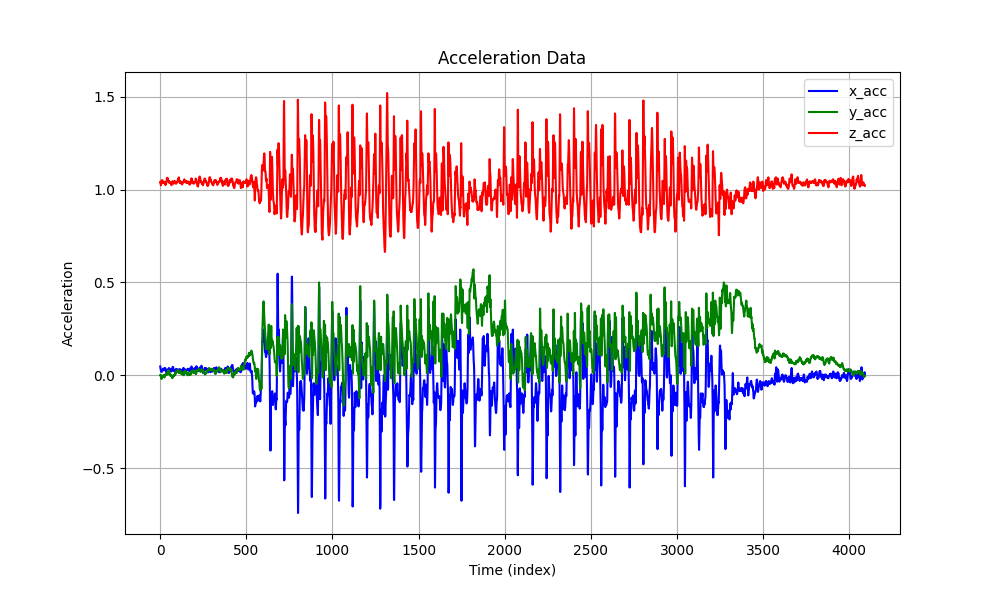 Acceleration Data
x_acc
y_acc
z_acc
1.5
1.0
0.5
0.0
−0.5
Acceleration
0 500 1000 1500 2000 2500 3000 3500 4000
Time (index)